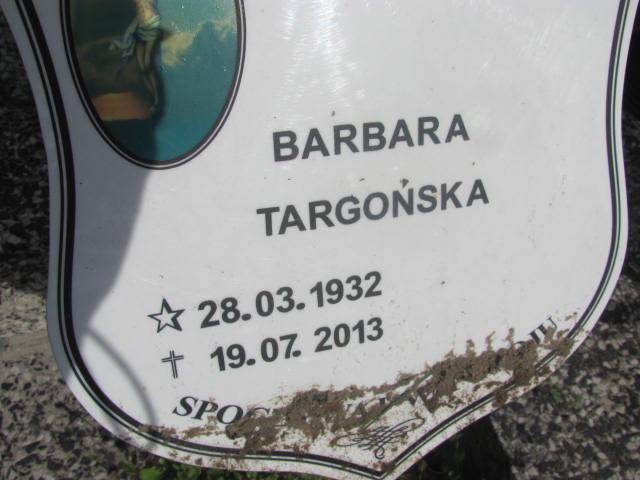 BARBARA
TARGOŃSKA
☆ 28.03.1932
✝ 19.07.2013